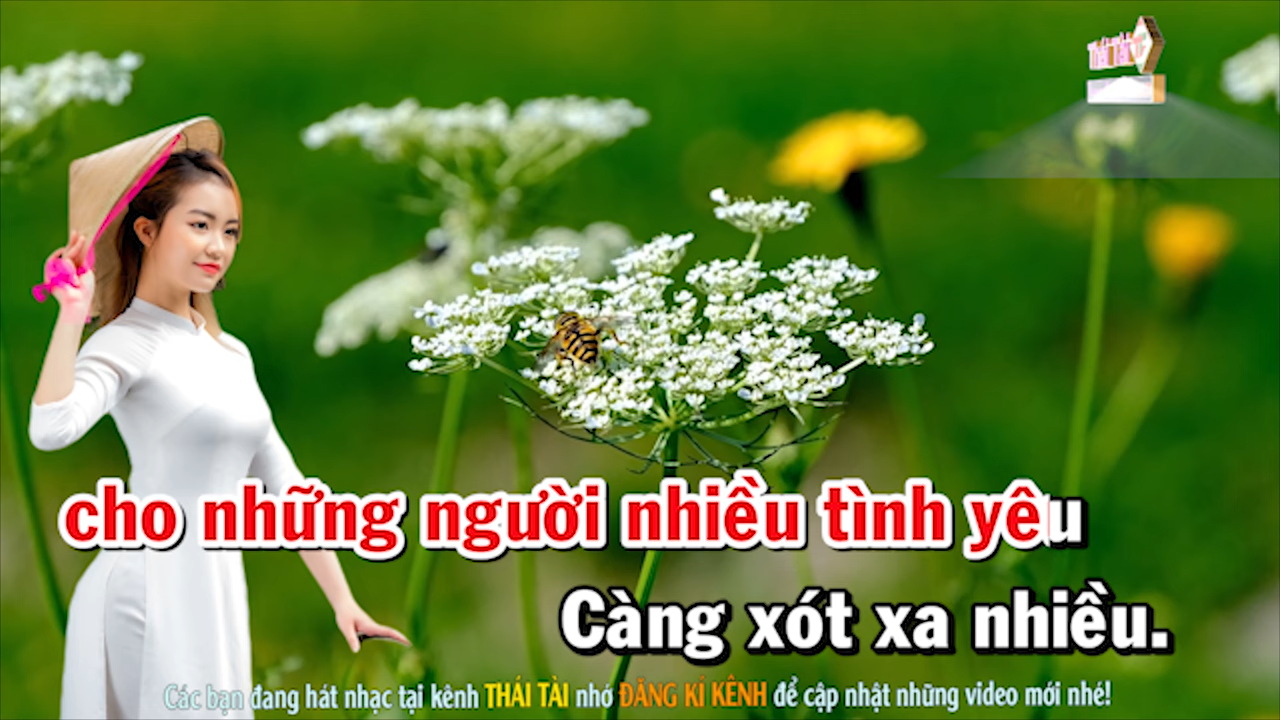 cho những người nhiều tình yêu
Càng xót xa nhiều.
Các bạn đang hát nhạc tại kênh THÁI TÀI nhớ ĐĂNG KÍ KÊNH để cập nhật những video mới nhé!